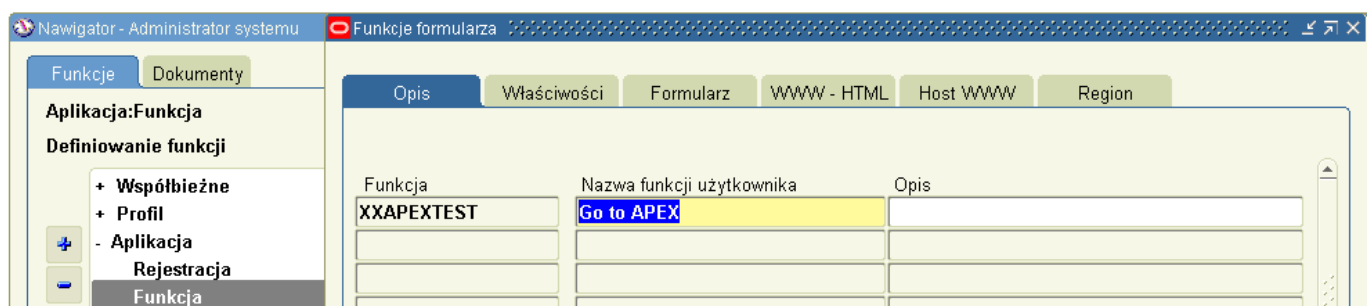 Nawigator - Administrator systemu
Funkcje formularza
Funkcje Dokumenty
Aplikacja:Funkcja
Definiowanie funkcji
+ Współbieżne
+ Profil
- Aplikacja
Rejestracja
Funkcja
Opis Właściwości Formularz WWW - HTML Host WWW Region
Funkcja Nazwa funkcji użytkownika Opis
XXAPEXTEST Go to APEX